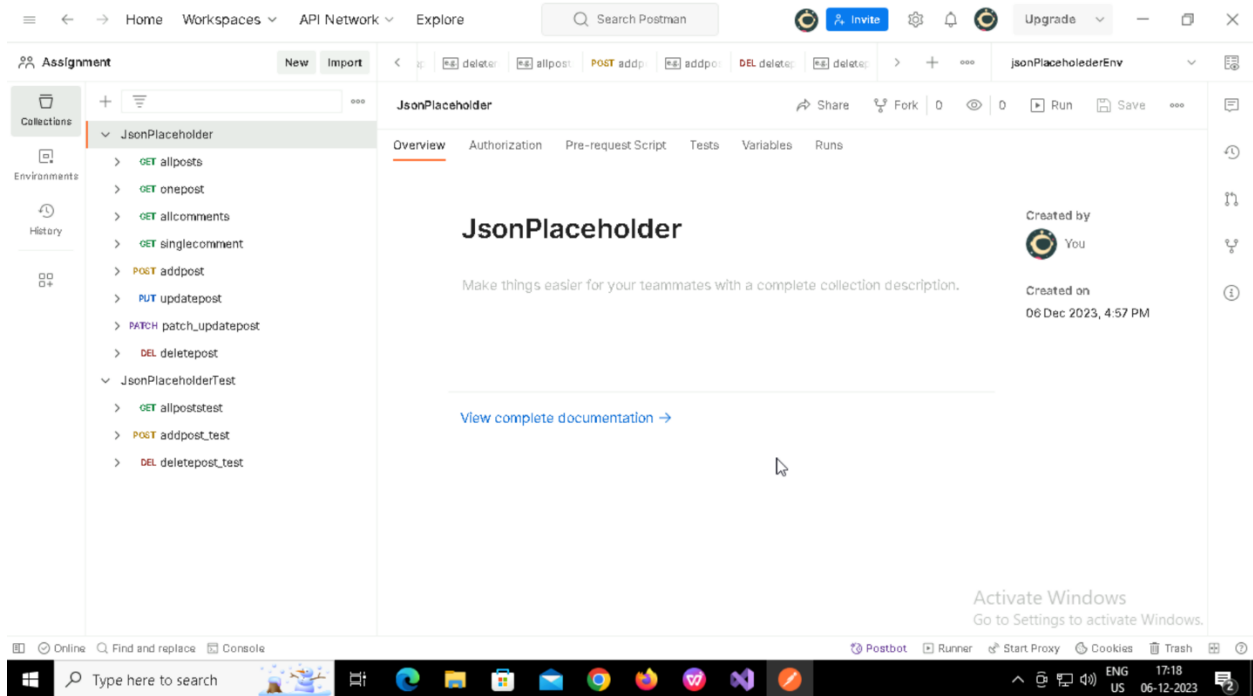 Home Workspaces API Network Explore Search Postman Invite Upgrade
Assignment New Import deletep allpost POST addp addpo DEL deletep deletep jsonPlaceholederEnv
Collections
Environments
History
JsonPlaceholder
GET allposts
GET onepost
GET allcomments
GET singlecomment
POST addpost
PUT updatepost
PATCH patch_updatepost
DEL deletepost
JsonPlaceholderTest
GET allpoststest
POST addpost_test
DEL deletepost_test
JsonPlaceholder Share Fork 0 0 Run Save
Overview Authorization Pre-request Script Tests Variables Runs
JsonPlaceholder
Make things easier for your teammates with a complete collection description.
View complete documentation →
Created by
You
Created on
06 Dec 2023, 4:57 PM
Activate Windows
Go to Settings to activate Windows.
Online Find and replace Console Postbot Runner Start Proxy Cookies Trash
Type here to search
ENG
US
17:18
06-12-2023
2